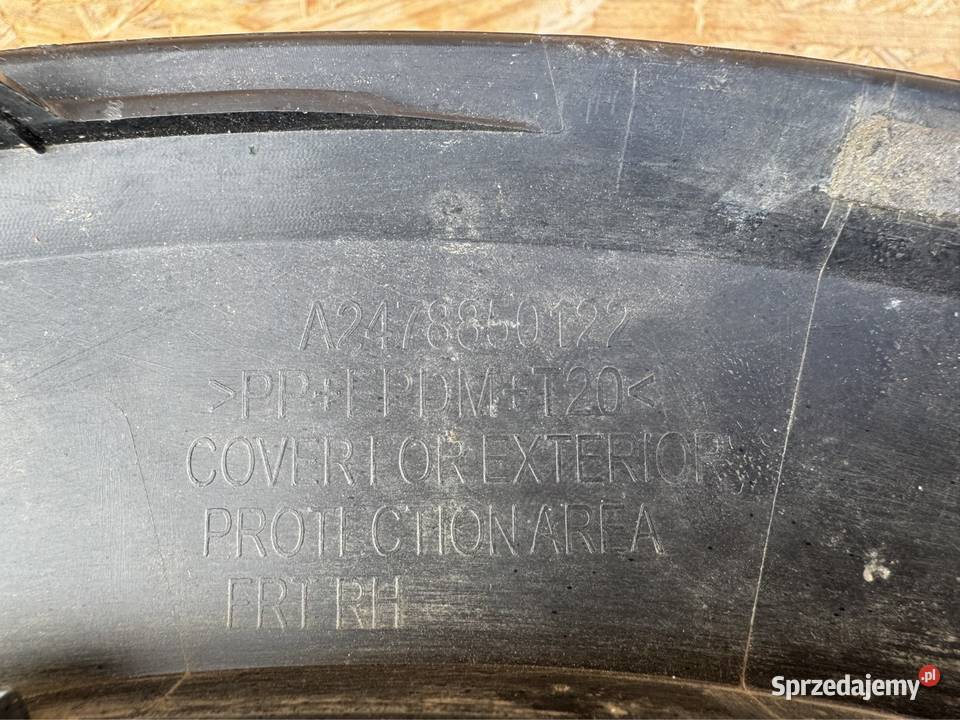 A2478850122
>PP+EPDM+T20<
COVER FOR EXTERIOR
PROTECTION AREA
FRT RH
Sprzedajemy.pl